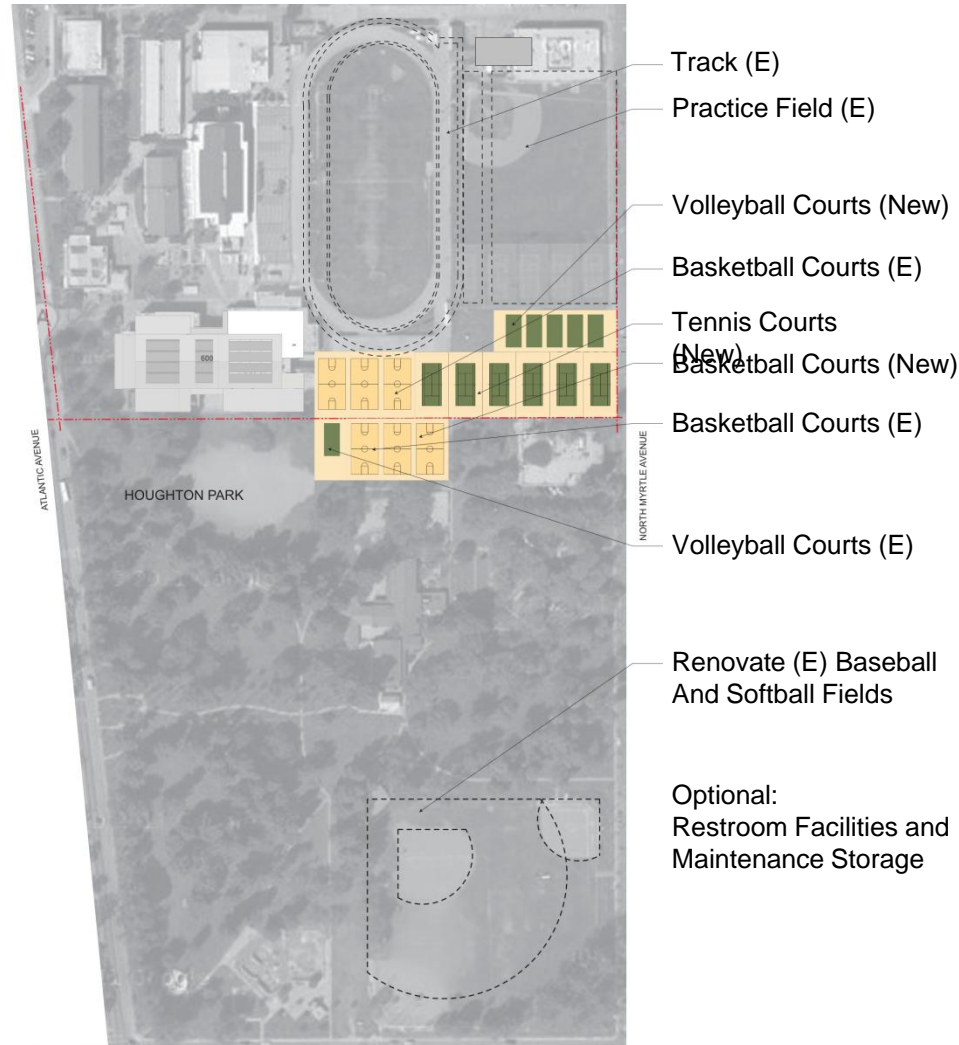 Track (E)
Practice Field (E)
Volleyball Courts (New)
Basketball Courts (E)
Tennis Courts
(New)
Basketball Courts (New)
Basketball Courts (E)
Volleyball Courts (E)
Renovate (E) Baseball
And Softball Fields
Optional:
Restroom Facilities and
Maintenance Storage
600
ATLANTIC AVENUE
HOUGHTON PARK
NORTH MYRTLE AVENUE